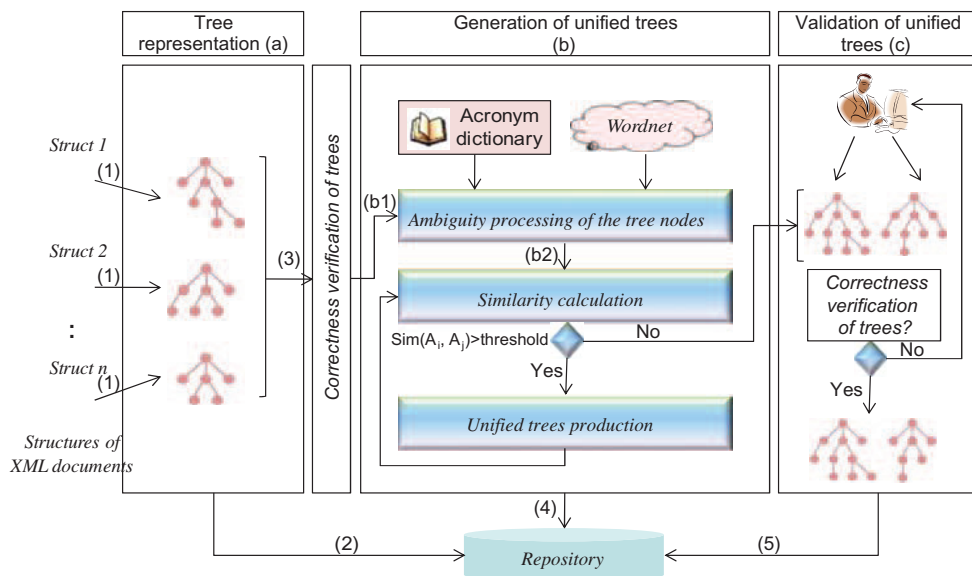 Tree
representation (a)
Generation of unified trees
(b)
Validation of unified
trees (c)
Struct 1
(1)
Struct 2
(1)
:
Struct n
(1)
Structures of
XML documents
(3)
Correctness verification of trees
Acronym
dictionary
Wordnet
(b1)
Ambiguity processing of the tree nodes
(b2)
Similarity calculation
Sim(Ai, Aj)>threshold
No
Yes
Unified trees production
Correctness
verification
of trees?
No
Yes
(2)
(4)
(5)
Repository